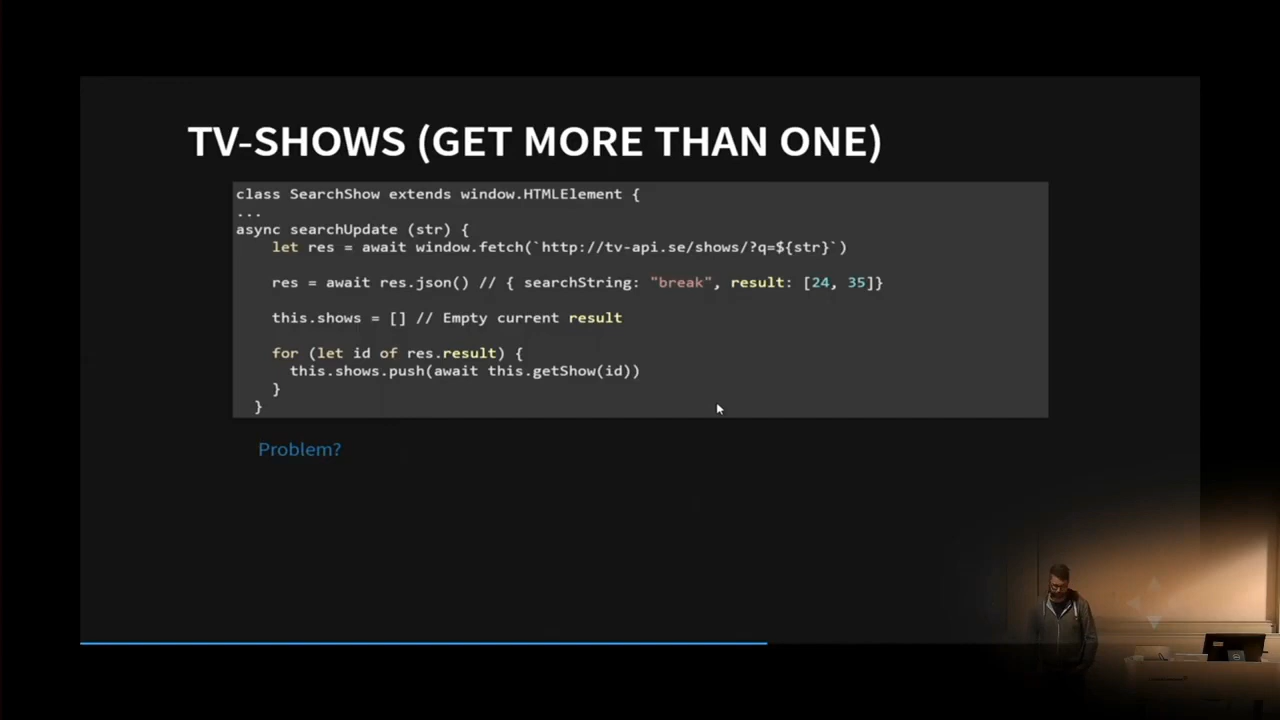 TV-SHOWS (GET MORE THAN ONE)
class SearchShow extends window.HTMLElement {
...
async searchUpdate (str) {
    let res = await window.fetch(`http://tv-api.se/shows/?q=${str}`)
    res = await res.json() // { searchString: "break", result: [24, 35]}
    this.shows = [] // Empty current result
    for (let id of res.result) {
      this.shows.push(await this.getShow(id))
    }
  }
Problem?